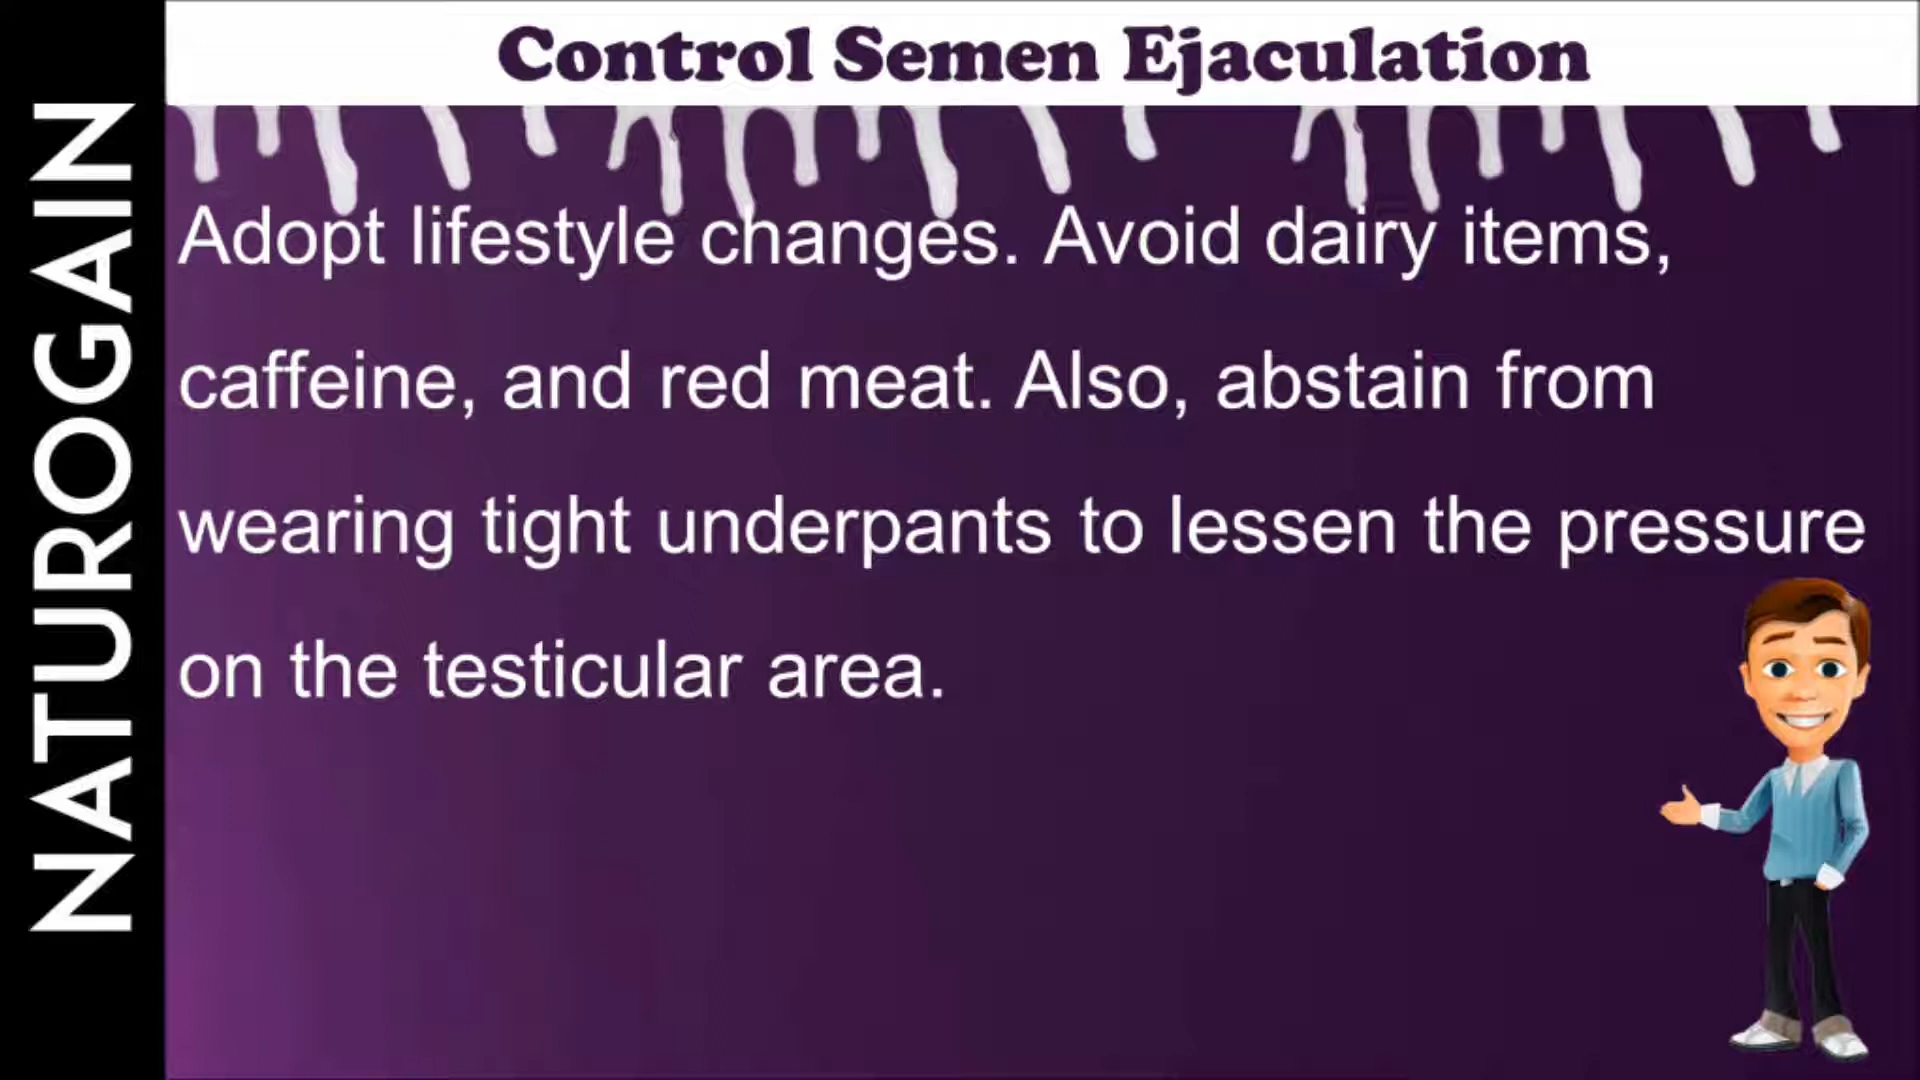 Control Semen Ejaculation
NATUROGAIN
Adopt lifestyle changes. Avoid dairy items,
caffeine, and red meat. Also, abstain from
wearing tight underpants to lessen the pressure
on the testicular area.